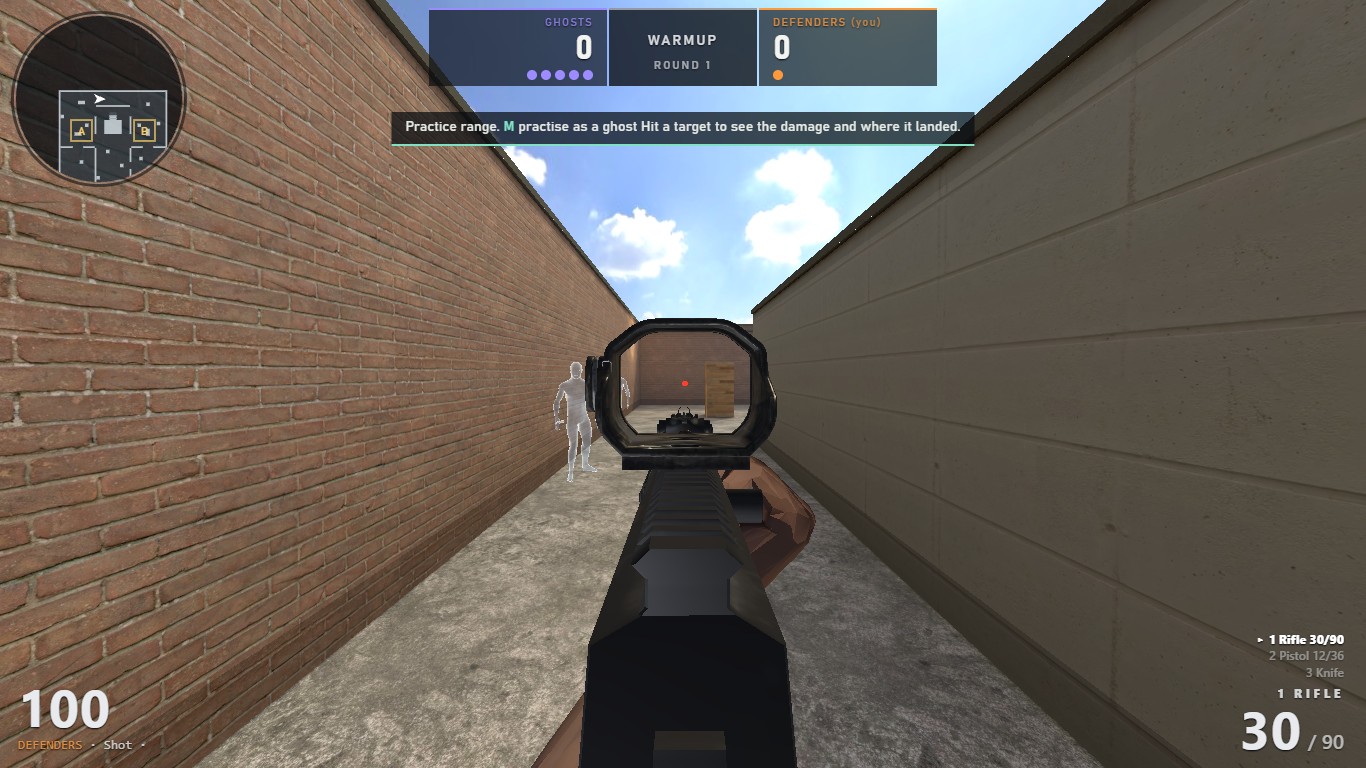 GHOSTS
0
WARMUP
ROUND 1
DEFENDERS (you)
0
Practice range. M practise as a ghost Hit a target to see the damage and where it landed.
A
B
▸ 1 Rifle 30/90
2 Pistol 12/36
3 Knife
1 RIFLE
30 / 90
100
DEFENDERS · Shot ·